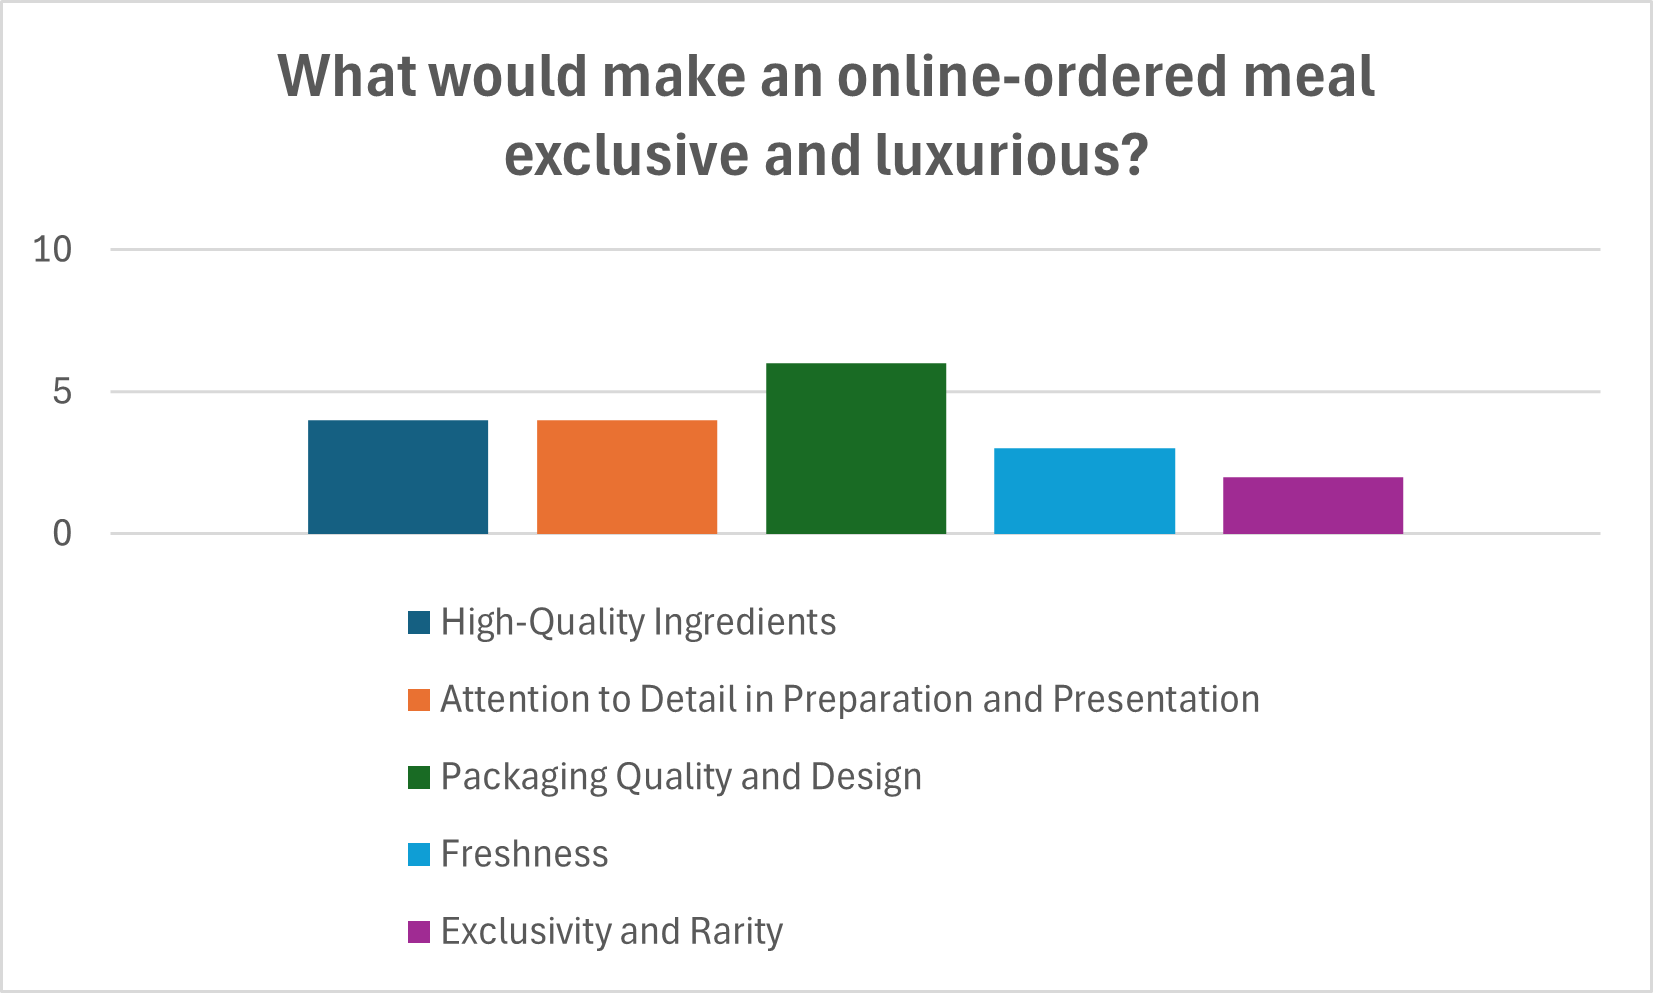 What would make an online-ordered meal
exclusive and luxurious?
10
5
0
High-Quality Ingredients
Attention to Detail in Preparation and Presentation
Packaging Quality and Design
Freshness
Exclusivity and Rarity